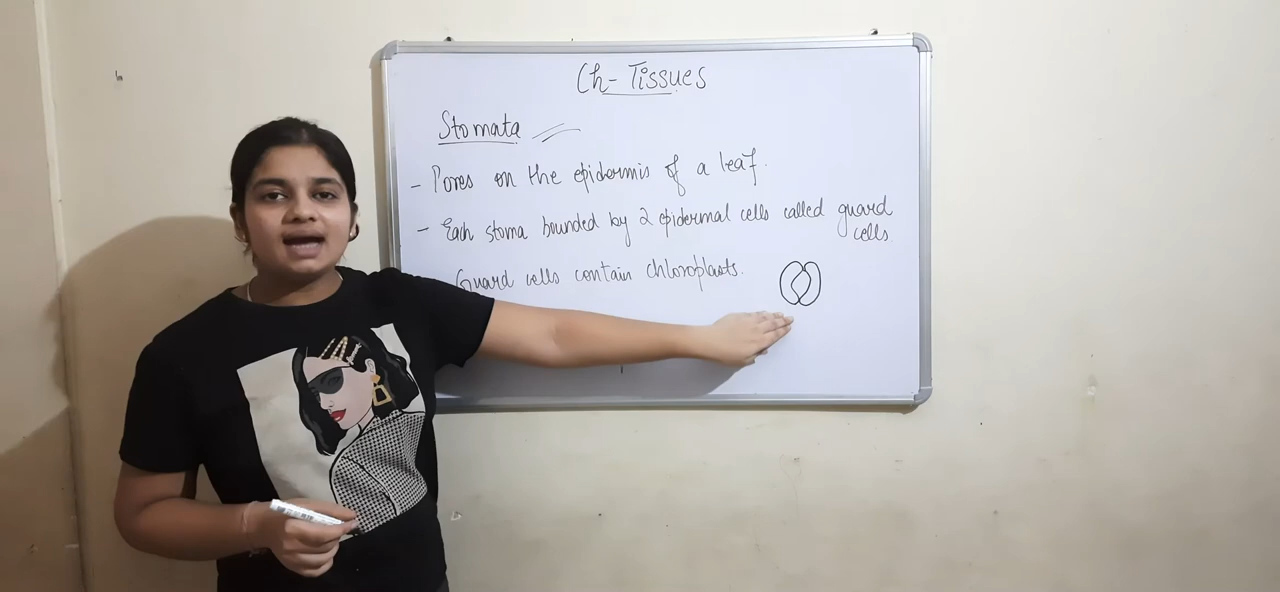 Ch- Tissues
Stomata
- Pores on the epidermis of a leaf.
- Each stoma bounded by 2 epidermal cells called guard
cells.
Guard cells contain chloroplasts.